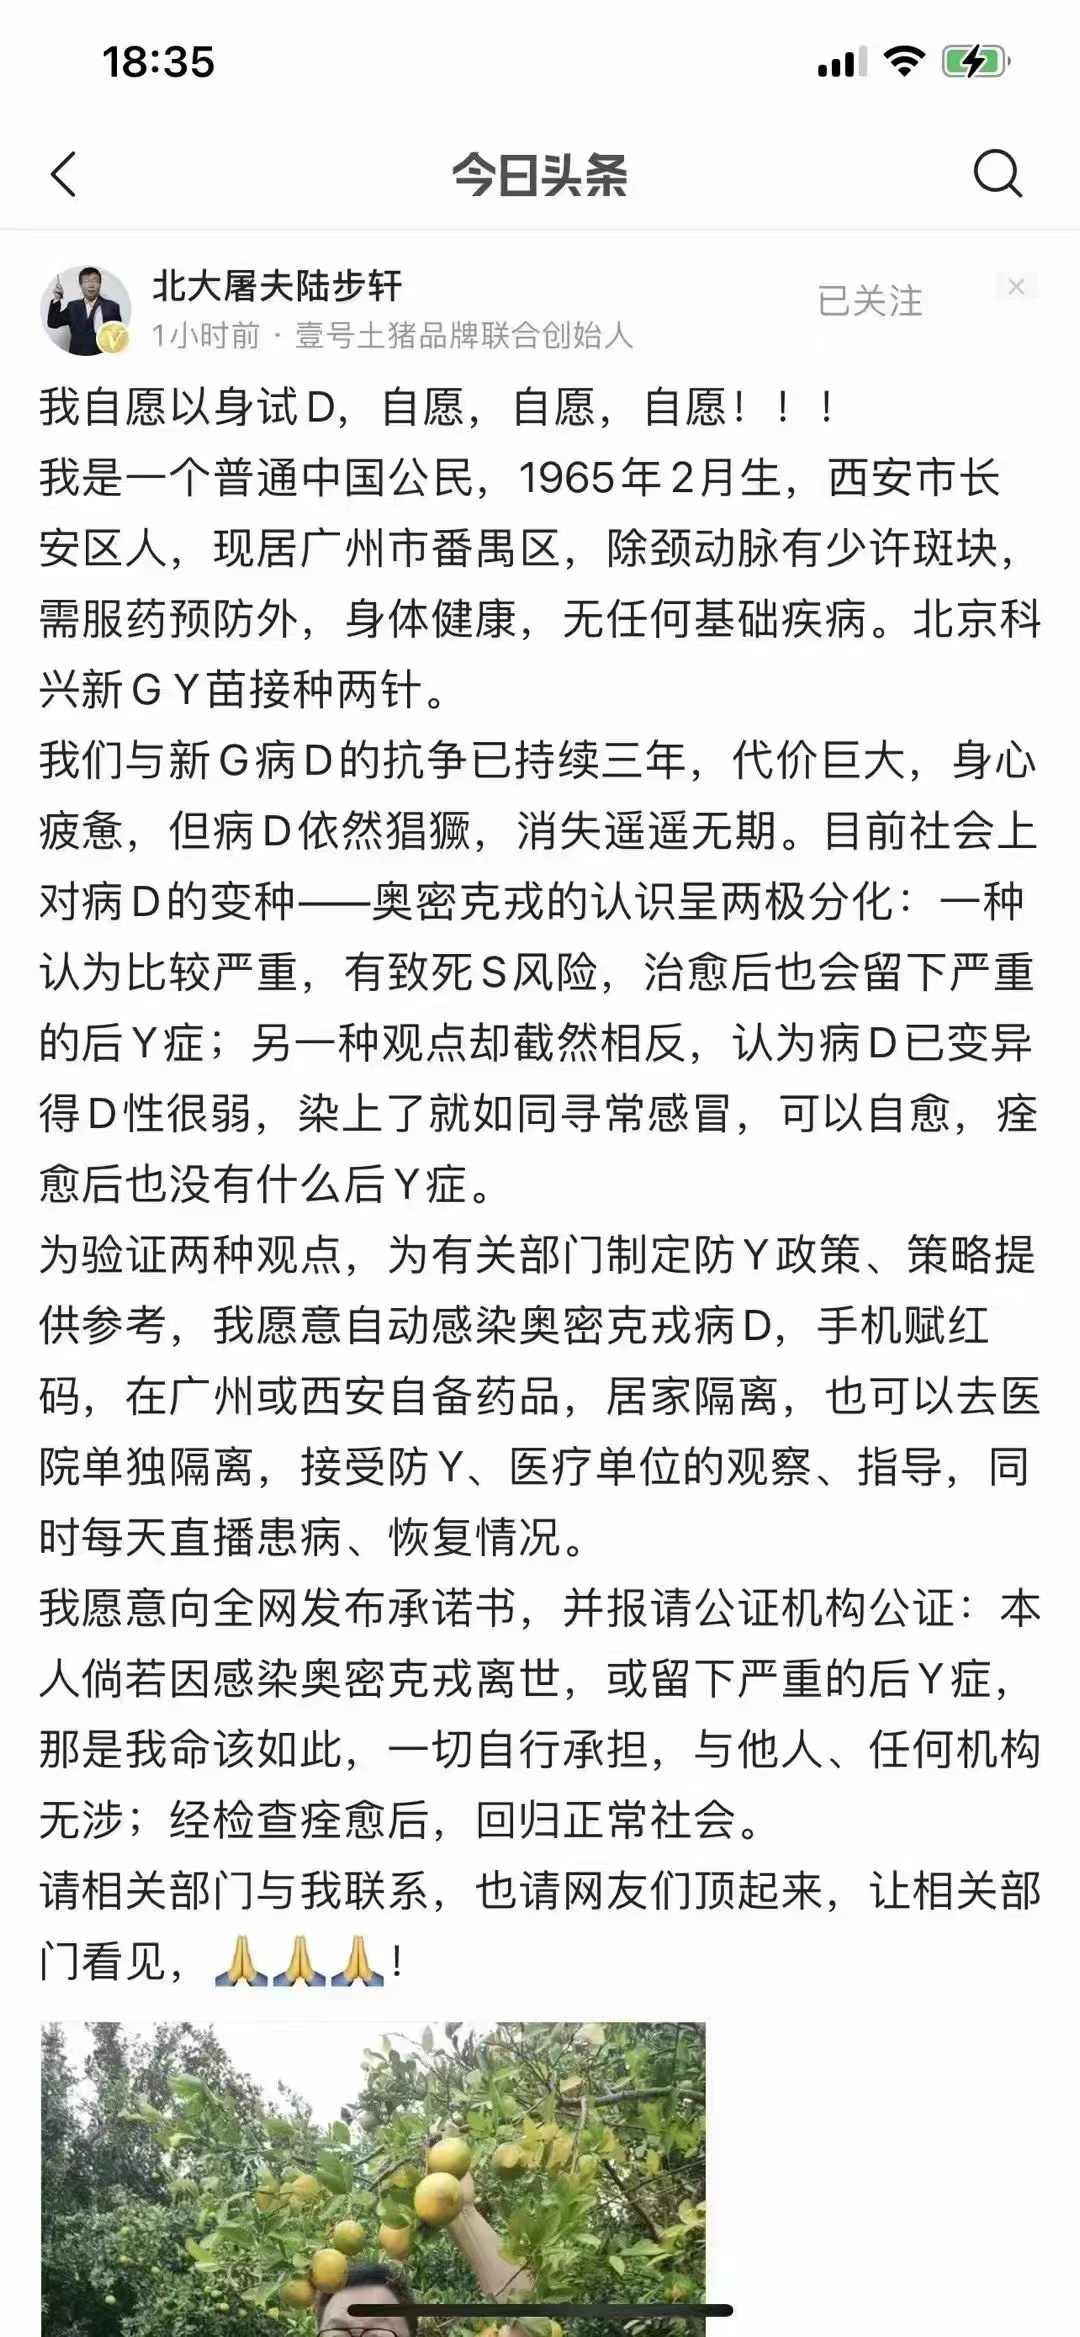 18:35
今日头条
北大屠夫陆步轩
已关注
1小时前 · 壹号土猪品牌联合创始人
我自愿以身试D，自愿，自愿，自愿！！！
我是一个普通中国公民，1965年2月生，西安市长
安区人，现居广州市番禺区，除颈动脉有少许斑块，
需服药预防外，身体健康，无任何基础疾病。北京科
兴新GY苗接种两针。
我们与新G病D的抗争已持续三年，代价巨大，身心
疲惫，但病D依然猖獗，消失遥遥无期。目前社会上
对病D的变种——奥密克戎的认识呈两极分化：一种
认为比较严重，有致死S风险，治愈后也会留下严重
的后Y症；另一种观点却截然相反，认为病D已变异
得D性很弱，染上了就如同寻常感冒，可以自愈，痊
愈后也没有什么后Y症。
为验证两种观点，为有关部门制定防Y政策、策略提
供参考，我愿意自动感染奥密克戎病D，手机赋红
码，在广州或西安自备药品，居家隔离，也可以去医
院单独隔离，接受防Y、医疗单位的观察、指导，同
时每天直播患病、恢复情况。
我愿意向全网发布承诺书，并报请公证机构公证：本
人倘若因感染奥密克戎离世，或留下严重的后Y症，
那是我命该如此，一切自行承担，与他人、任何机构
无涉；经检查痊愈后，回归正常社会。
请相关部门与我联系，也请网友们顶起来，让相关部
门看见，🙏🙏🙏！